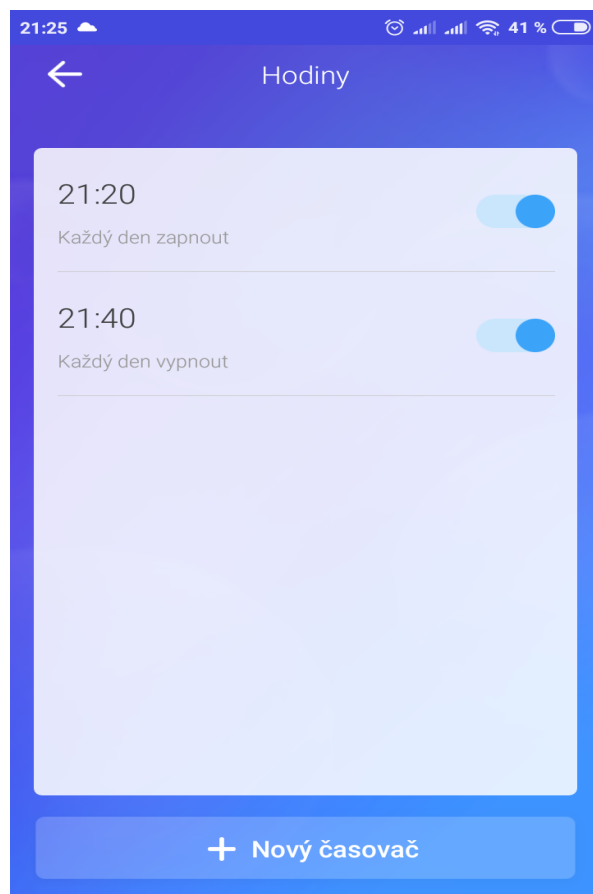 21:25 41 %
Hodiny
21:20
Každý den zapnout
21:40
Každý den vypnout
+ Nový časovač